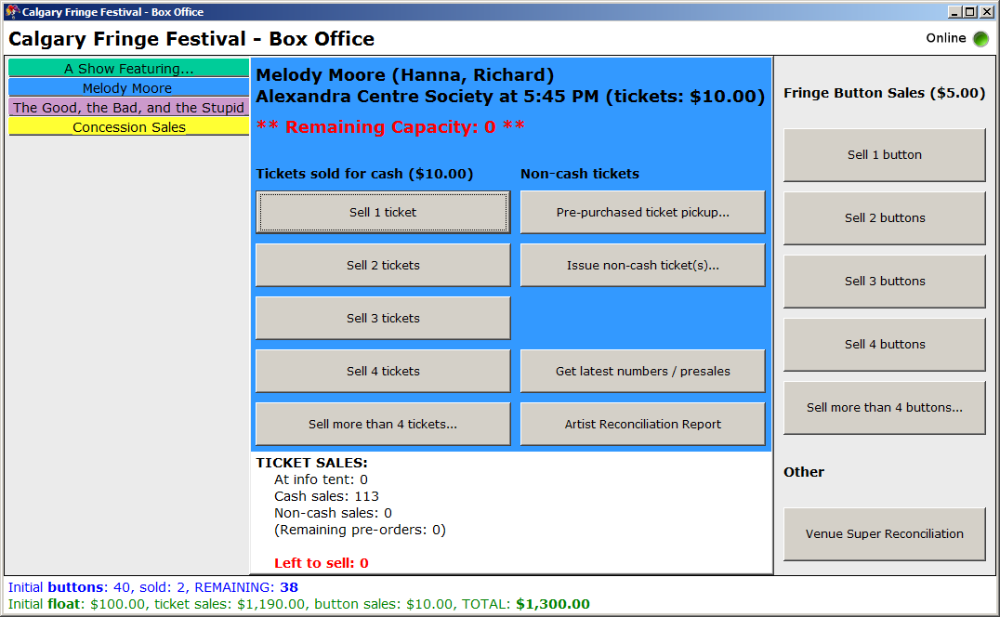 Calgary Fringe Festival - Box Office
Calgary Fringe Festival - Box Office
Online
A Show Featuring...
Melody Moore
The Good, the Bad, and the Stupid
Concession Sales
Melody Moore (Hanna, Richard)
Alexandra Centre Society at 5:45 PM (tickets: $10.00)
** Remaining Capacity: 0 **
Tickets sold for cash ($10.00)
Non-cash tickets
Sell 1 ticket
Pre-purchased ticket pickup...
Sell 2 tickets
Issue non-cash ticket(s)...
Sell 3 tickets
Sell 4 tickets
Get latest numbers / presales
Sell more than 4 tickets...
Artist Reconciliation Report
TICKET SALES:
At info tent: 0
Cash sales: 113
Non-cash sales: 0
(Remaining pre-orders: 0)
Left to sell: 0
Fringe Button Sales ($5.00)
Sell 1 button
Sell 2 buttons
Sell 3 buttons
Sell 4 buttons
Sell more than 4 buttons...
Other
Venue Super Reconciliation
Initial buttons: 40, sold: 2, REMAINING: 38
Initial float: $100.00, ticket sales: $1,190.00, button sales: $10.00, TOTAL: $1,300.00